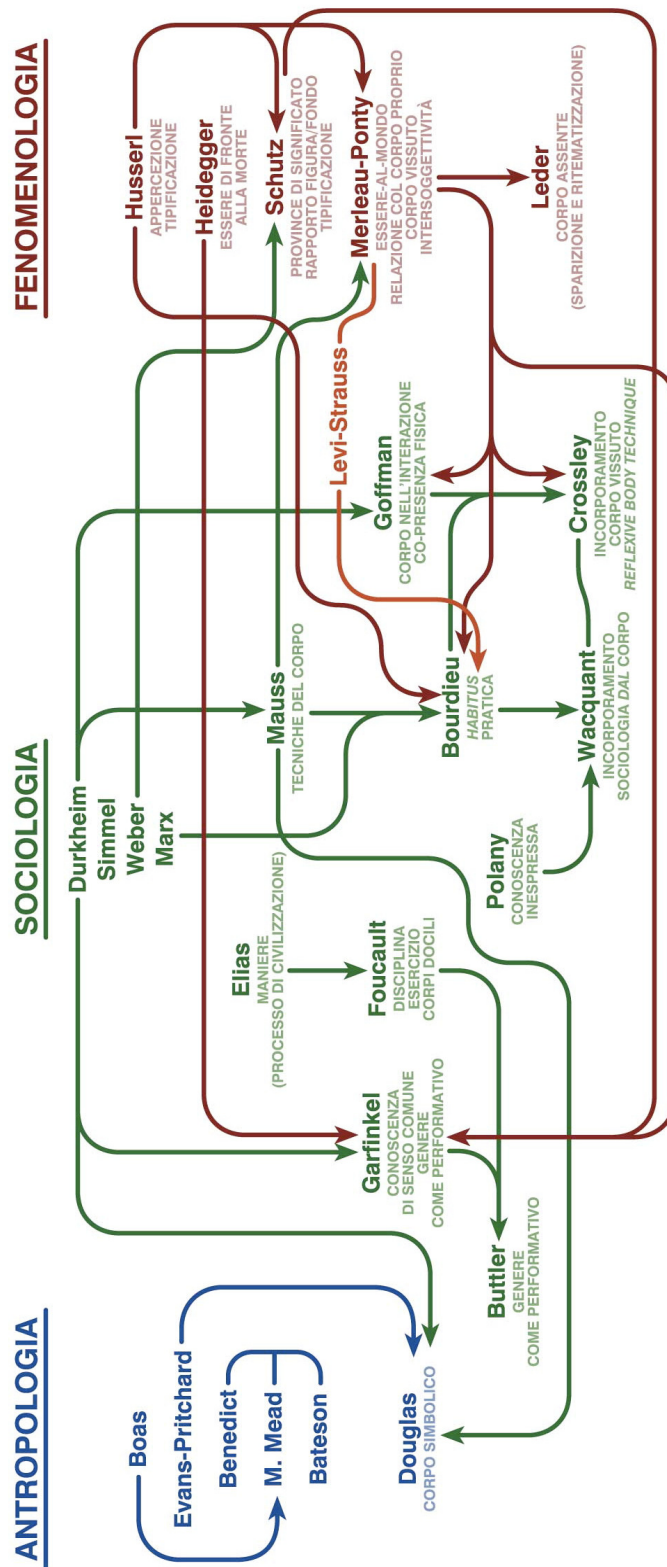 ANTROPOLOGIA
Boas
Evans-Pritchard
Benedict
M. Mead
Bateson
Douglas
CORPO SIMBOLICO
SOCIOLOGIA
Durkheim
Simmel
Weber
Marx
Elias
MANIERE
(PROCESSO DI CIVILIZZAZIONE)
Mauss
TECNICHE DEL CORPO
Garfinkel
CONOSCENZA
DI SENSO COMUNE
GENERE
COME PERFORMATIVO
Foucault
DISCIPLINA
ESERCIZIO
CORPI DOCILI
Levi-Strauss
Goffman
CORPO NELL'INTERAZIONE
CO-PRESENZA FISICA
Bourdieu
HABITUS
PRATICA
Buttler
GENERE
COME PERFORMATIVO
Polany
CONOSCENZA
INESPRESSA
Wacquant
INCORPORAMENTO
SOCIOLOGIA DAL CORPO
Crossley
INCORPORAMENTO
CORPO VISSUTO
REFLEXIVE BODY TECHNIQUE
FENOMENOLOGIA
Husserl
APPERCEZIONE
TIPIFICAZIONE
Heidegger
ESSERE DI FRONTE
ALLA MORTE
Schutz
PROVINCE DI SIGNIFICATO
RAPPORTO FIGURA/FONDO
TIPIFICAZIONE
Merleau-Ponty
ESSERE-AL-MONDO
RELAZIONE COL CORPO PROPRIO
CORPO VISSUTO
INTERSOGGETTIVITÀ
Leder
CORPO ASSENTE
(SPARIZIONE E RITEMATIZZAZIONE)